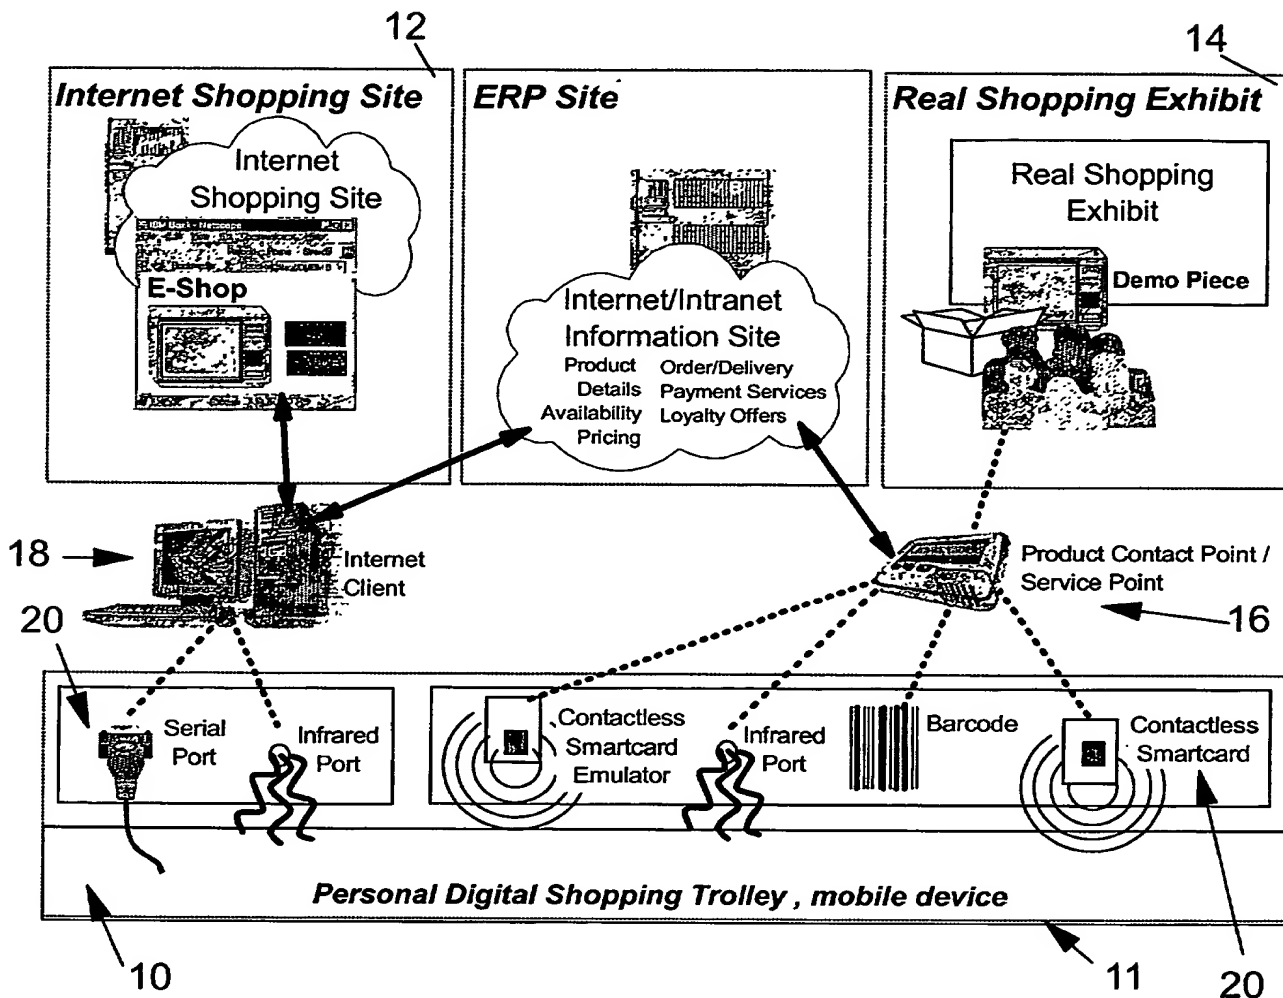 12
14
Internet Shopping Site
ERP Site
Real Shopping Exhibit
Internet
Shopping Site
E-Shop
Internet/Intranet
Information Site
Product
Details
Availability
Pricing
Order/Delivery
Payment Services
Loyalty Offers
Real Shopping
Exhibit
Demo Piece
18
Internet
Client
Product Contact Point /
Service Point
16
20
Serial
Port
Infrared
Port
Contactless
Smartcard
Emulator
Infrared
Port
Barcode
Contactless
Smartcard
Personal Digital Shopping Trolley , mobile device
10
11
20